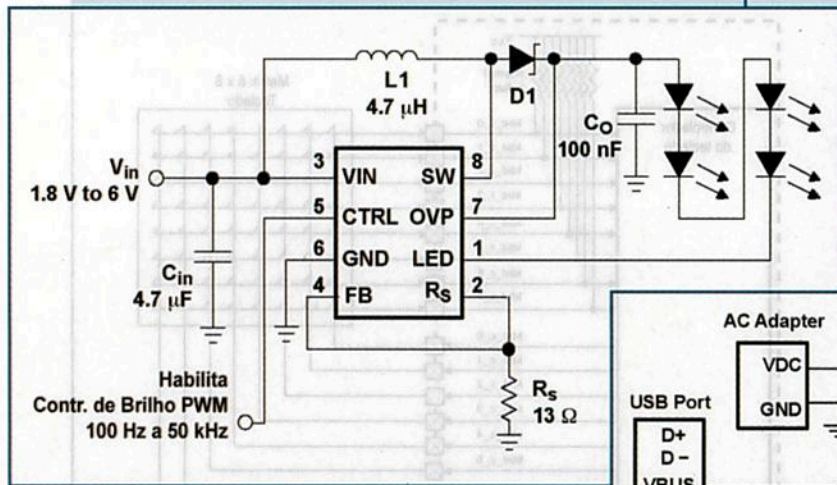 L1
4.7 µH
D1
C_O
100 nF
V_in
1.8 V to 6 V
3
VIN
SW
8
5
CTRL
OVP
7
6
GND
LED
1
4
FB
R_S
2
C_in
4.7 µF
R_S
13 Ω
Habilita
Contr. de Brilho PWM
100 Hz a 50 kHz
AC Adapter
VDC
GND
USB Port
D+
D −
VBUS